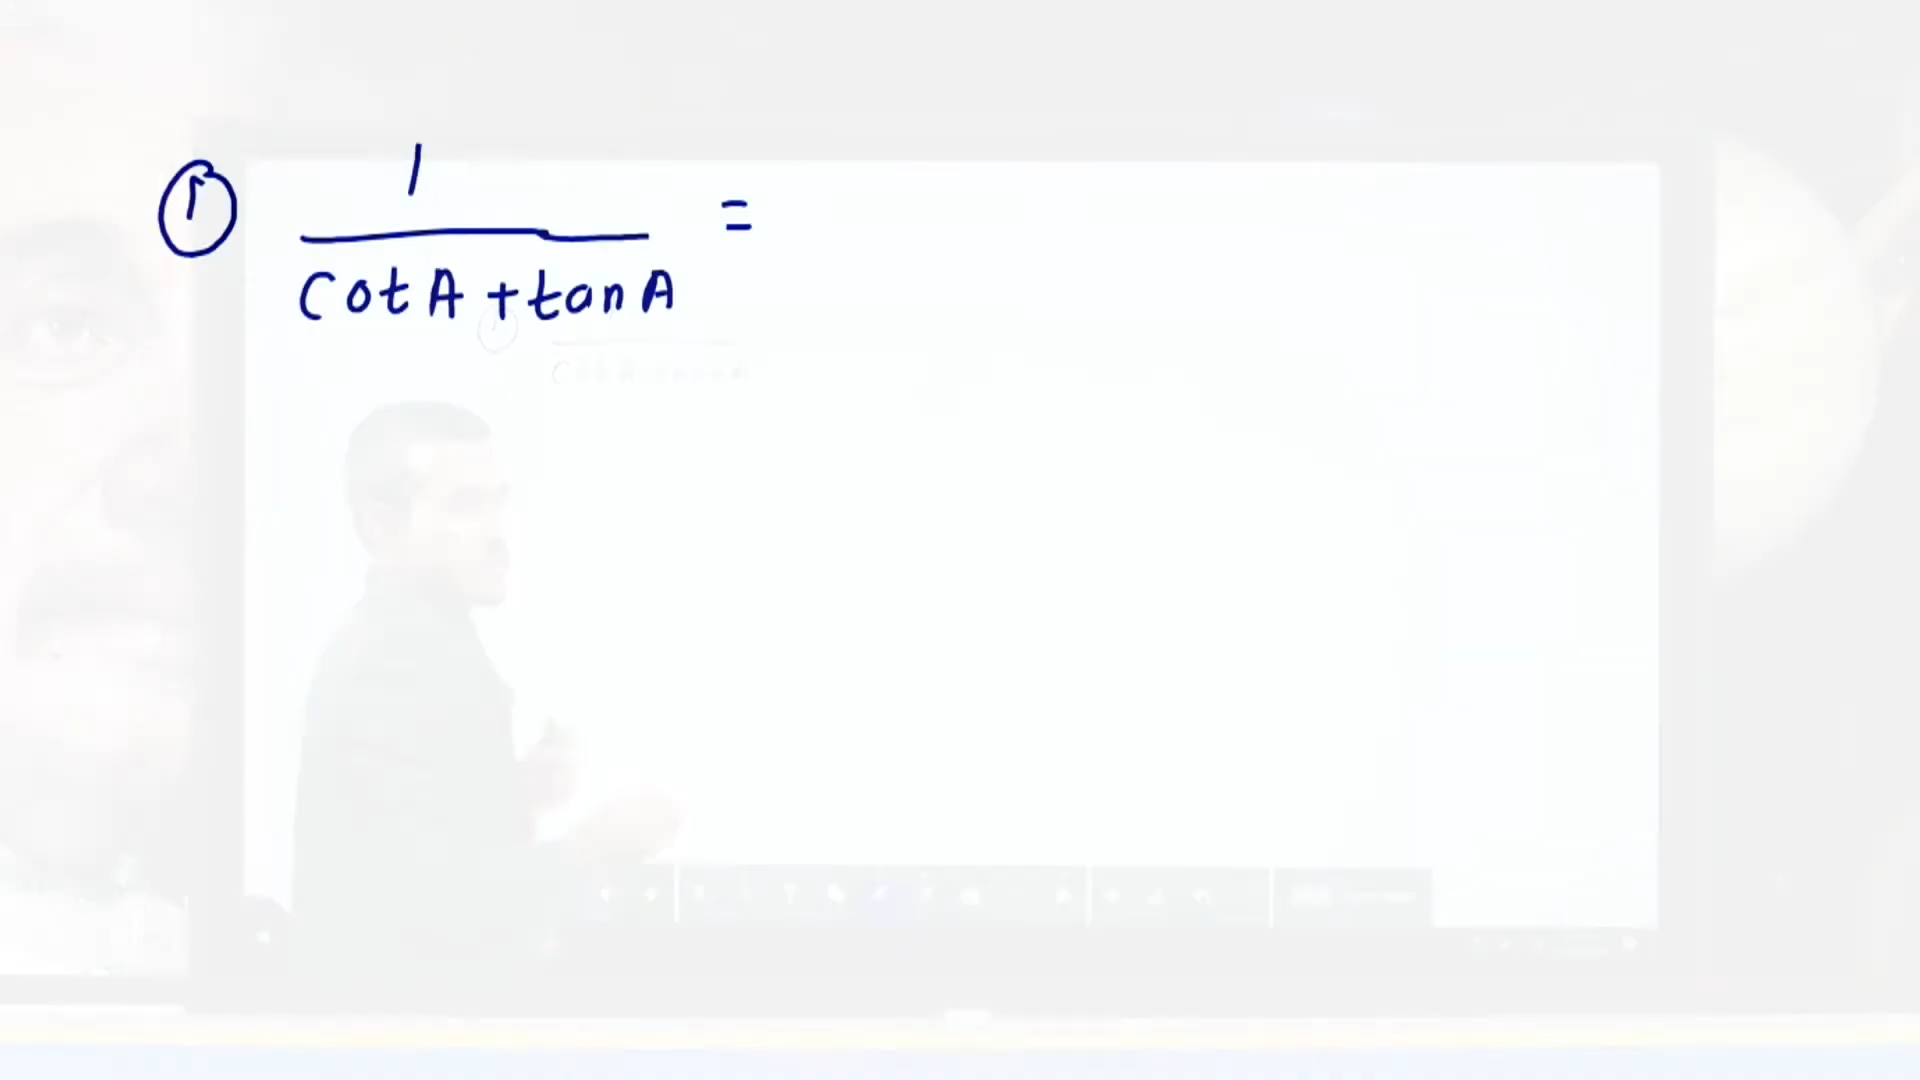 ① 1 / (cot A + tan A) =